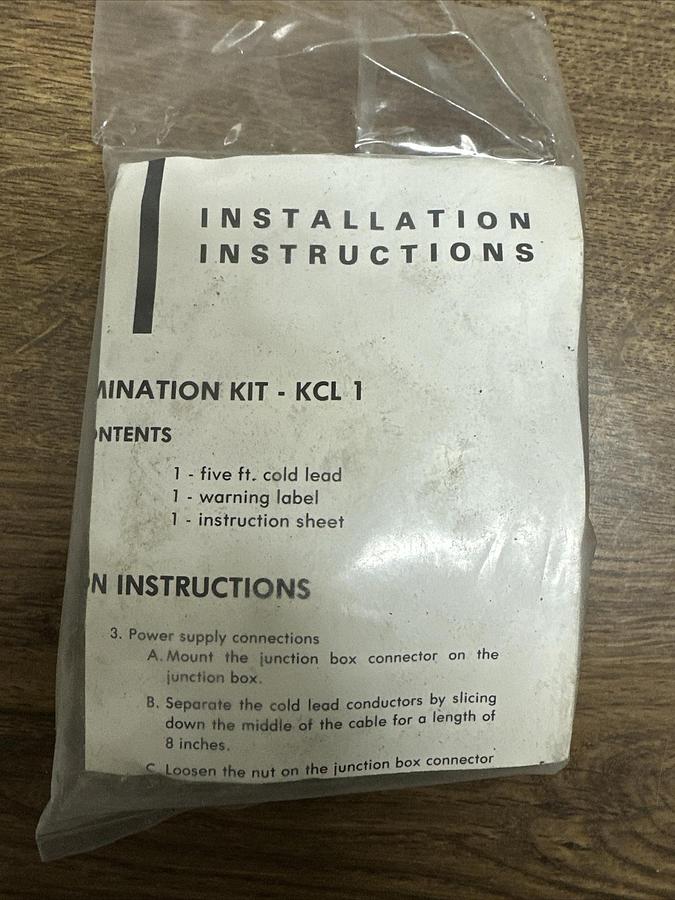 INSTALLATION
INSTRUCTIONS
MINATION KIT - KCL 1
ONTENTS
1 - five ft. cold lead
1 - warning label
1 - instruction sheet
ON INSTRUCTIONS
3. Power supply connections
A. Mount the junction box connector on the
junction box.
B. Separate the cold lead conductors by slicing
down the middle of the cable for a length of
8 inches.
C. Loosen the nut on the junction box connector